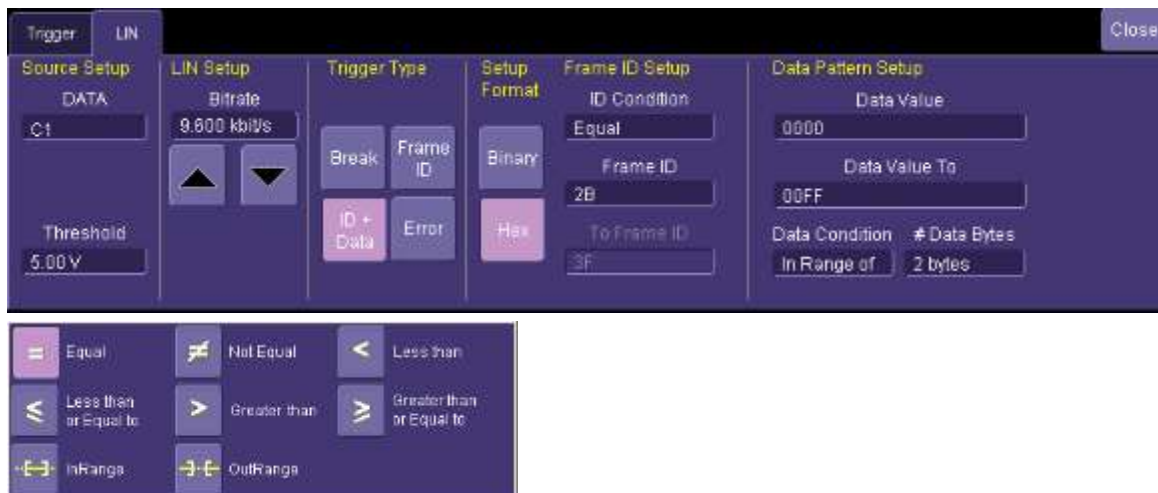 Trigger LIN Close
Source Setup
DATA
C1
Threshold
5.00 V
LIN Setup
Bitrate
9.600 kbit/s
Trigger Type
Break
Frame ID
ID + Data
Error
Setup Format
Binary
Hex
Frame ID Setup
ID Condition
Equal
Frame ID
2B
To Frame ID
3F
Data Pattern Setup
Data Value
0000
Data Value To
00FF
Data Condition # Data Bytes
In Range of 2 bytes
= Equal ≠ Not Equal < Less than
≤ Less than or Equal to > Greater than ≥ Greater than or Equal to
InRange OutRange